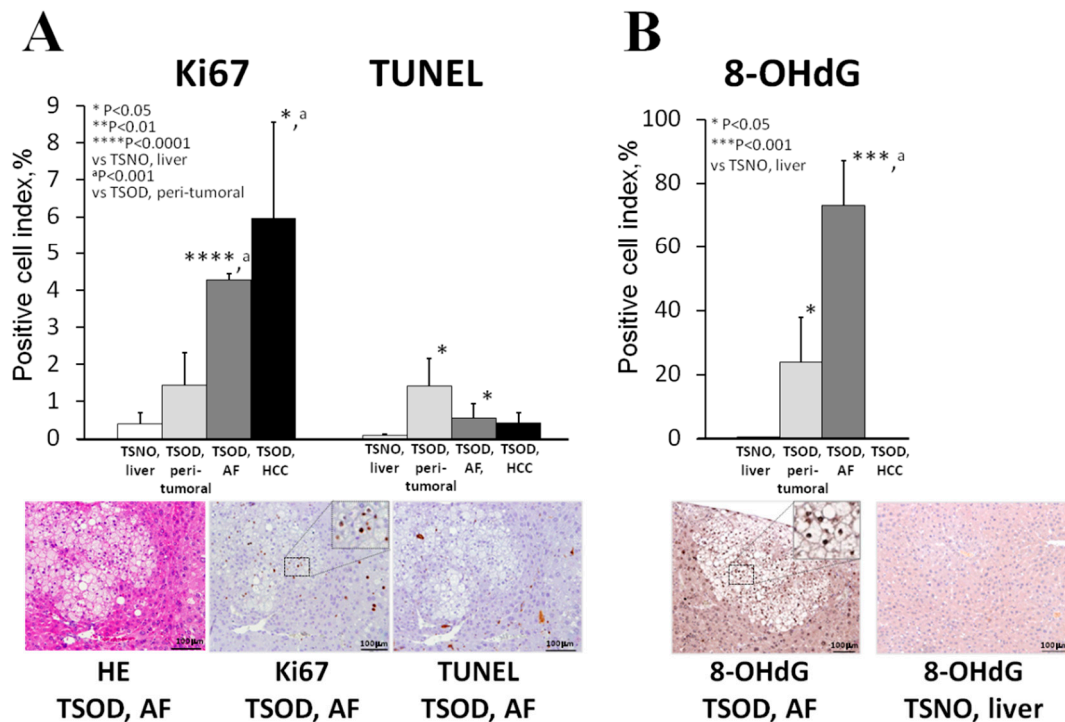 A
B
Ki67
TUNEL
8-OHdG
Positive cell index,%
9
8
7
6
5
4
3
2
1
0
* P<0.05
**P<0.01
****P<0.0001
vs TSNO, liver
ᵃP<0.001
vs TSOD, peri-tumoral
****,ᵃ
*,ᵃ
*
*
TSNO,
liver
TSOD,
peri-
tumoral
TSOD,
AF
TSOD,
HCC
TSNO,
liver
TSOD,
peri-
tumoral
TSOD,
AF,
TSOD,
HCC
Positive cell index,%
100
80
60
40
20
0
* P<0.05
***P<0.001
vs TSNO, liver
*
***,ᵃ
TSNO,
liver
TSOD,
peri-
tumoral
TSOD,
AF
TSOD,
HCC
100μm
100μm
100μm
100μm
100μm
HE
TSOD, AF
Ki67
TSOD, AF
TUNEL
TSOD, AF
8-OHdG
TSOD, AF
8-OHdG
TSNO, liver